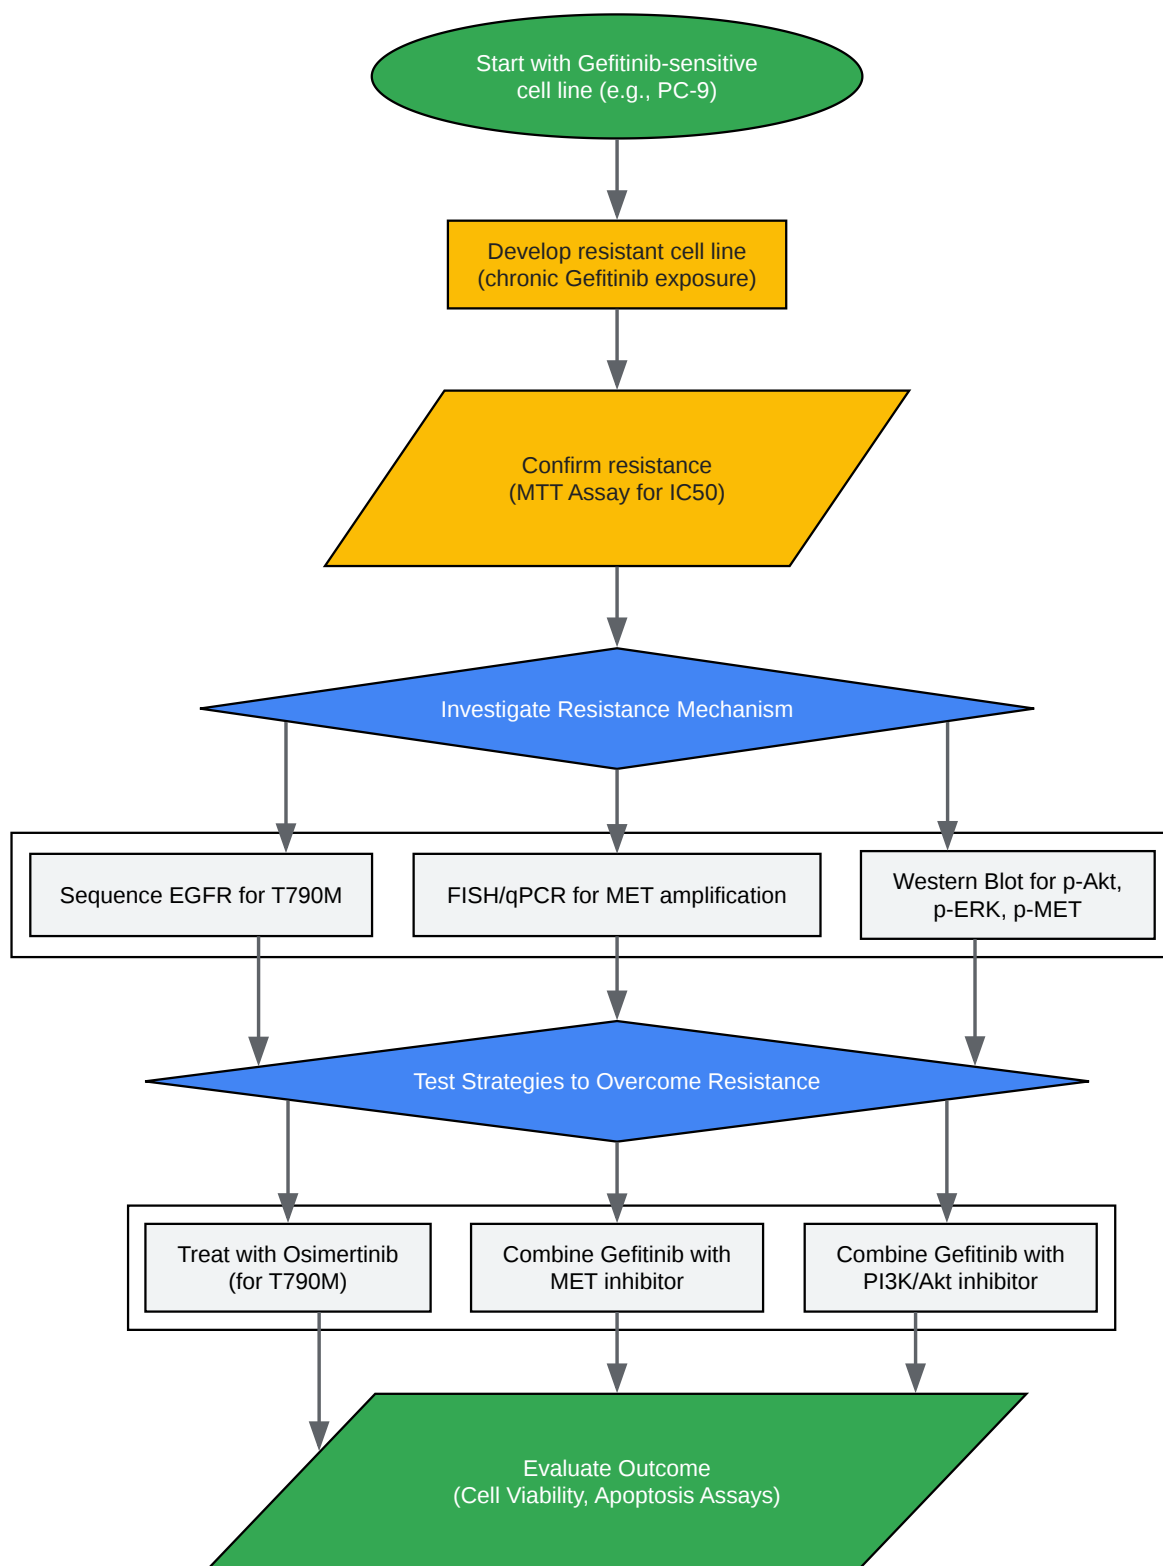 Start with Gefitinib-sensitive
cell line (e.g., PC-9)
Develop resistant cell line
(chronic Gefitinib exposure)
Confirm resistance
(MTT Assay for IC50)
Investigate Resistance Mechanism
Sequence EGFR for T790M
FISH/qPCR for MET amplification
Western Blot for p-Akt,
p-ERK, p-MET
Test Strategies to Overcome Resistance
Treat with Osimertinib
(for T790M)
Combine Gefitinib with
MET inhibitor
Combine Gefitinib with
PI3K/Akt inhibitor
Evaluate Outcome
(Cell Viability, Apoptosis Assays)